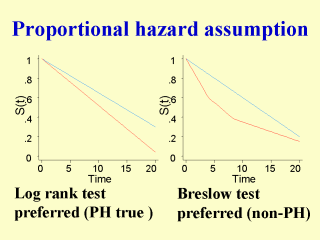 Proportional hazard assumption
1
.8
.6
.4
.2
0
S(t)
0 5 10 15 20
Time
1
.8
.6
.4
.2
0
S(t)
0 5 10 15 20
Time
Log rank test
preferred (PH true )
Breslow test
preferred (non-PH)